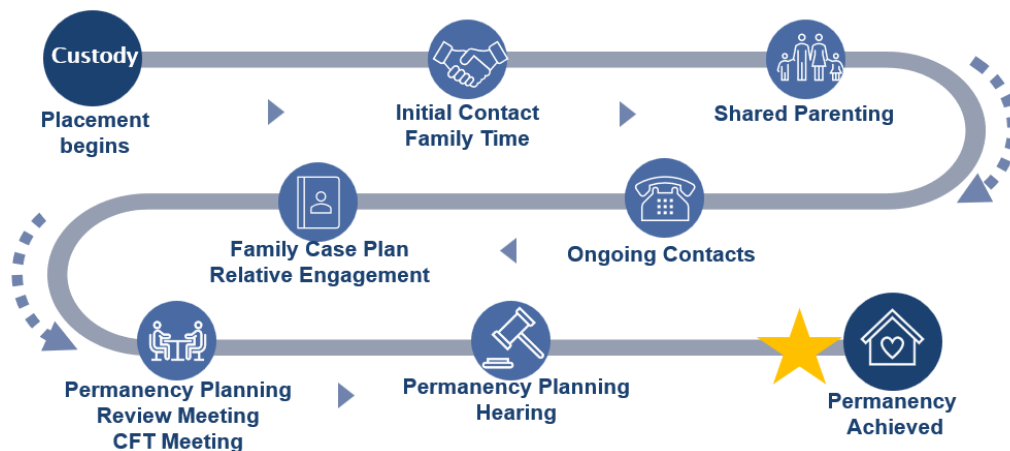 Custody
Placement
begins
Initial Contact
Family Time
Shared Parenting
Ongoing Contacts
Family Case Plan
Relative Engagement
Permanency Planning
Review Meeting
CFT Meeting
Permanency Planning
Hearing
Permanency
Achieved